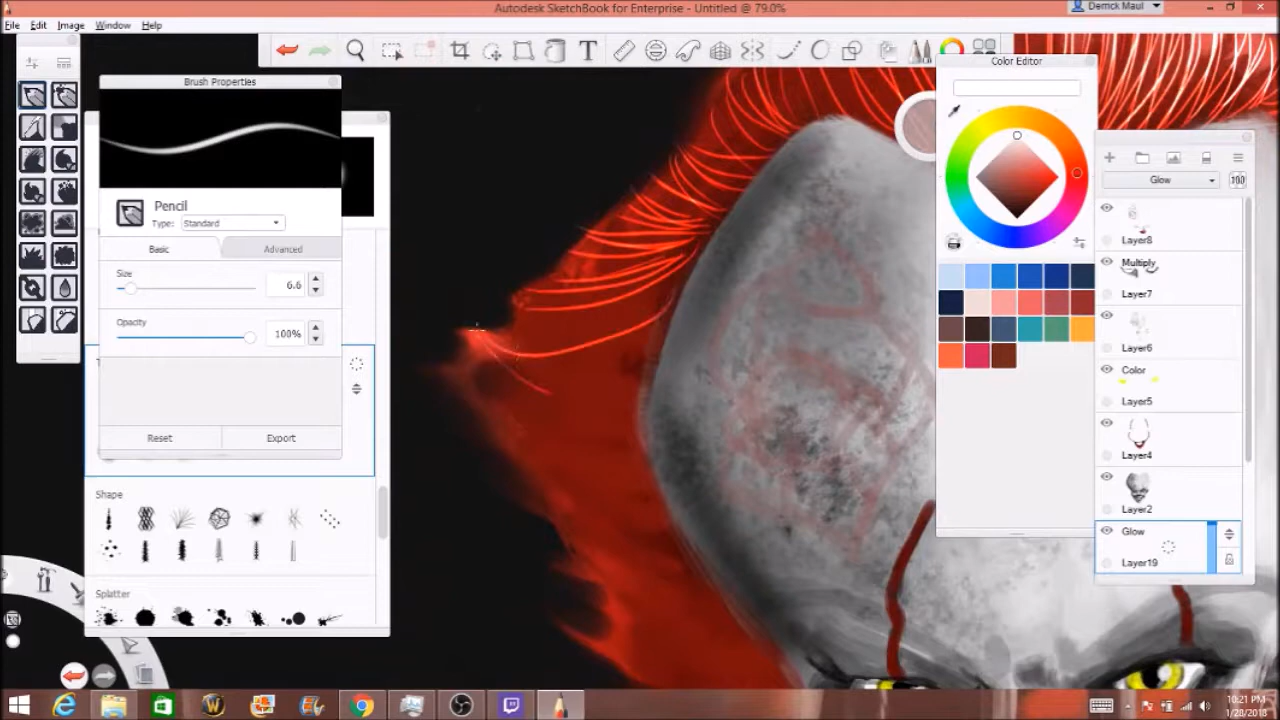 Autodesk SketchBook for Enterprise - Untitled @ 79.0%
Derrick Maul
File Edit Image Window Help
T
Brush Properties
Color Editor
Pencil
Type: Standard
Basic Advanced
Size
6.6
Opacity
100%
Reset Export
Shape
Splatter
Glow 100
Layer8
Multiply
Layer7
Layer6
Color
Layer5
Layer4
Layer2
Glow
Layer19
10:21 PM
1/28/2018